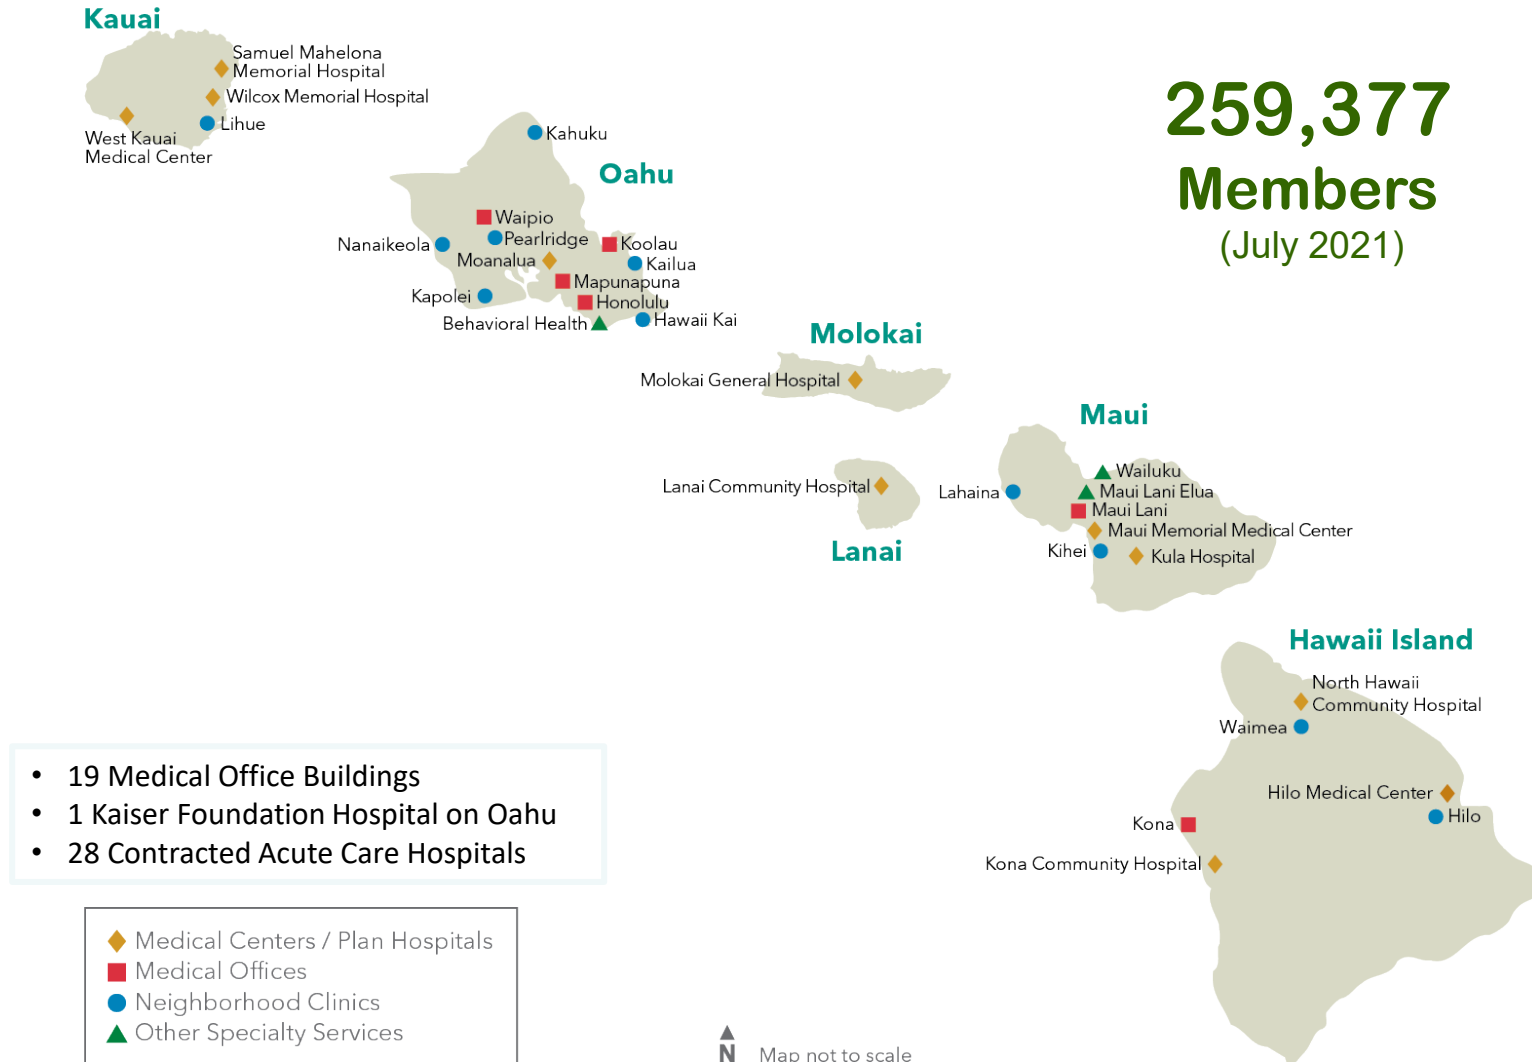 Kauai
Samuel Mahelona
Memorial Hospital
Wilcox Memorial Hospital
Lihue
West Kauai
Medical Center
259,377
Members
(July 2021)
Kahuku
Oahu
Waipio
Pearlridge
Nanaikeola
Koolau
Moanalua
Kailua
Mapunapuna
Kapolei
Honolulu
Behavioral Health
Hawaii Kai
Molokai
Molokai General Hospital
Maui
Wailuku
Lanai Community Hospital
Lahaina
Maui Lani Elua
Maui Lani
Maui Memorial Medical Center
Lanai
Kihei
Kula Hospital
Hawaii Island
North Hawaii
Community Hospital
Waimea
Hilo Medical Center
Hilo
Kona
Kona Community Hospital
• 19 Medical Office Buildings
• 1 Kaiser Foundation Hospital on Oahu
• 28 Contracted Acute Care Hospitals
Medical Centers / Plan Hospitals
Medical Offices
Neighborhood Clinics
Other Specialty Services
N
Map not to scale